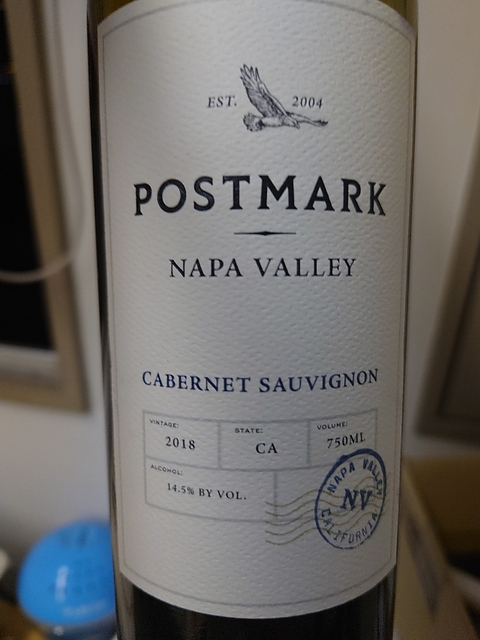 EST. 2004
POSTMARK
NAPA VALLEY
CABERNET SAUVIGNON
VINTAGE: STATE: VOLUME:
2018 CA 750ML
ALCOHOL:
14.5% BY VOL.
NAPA VALLEY
NV
CALIFORNIA